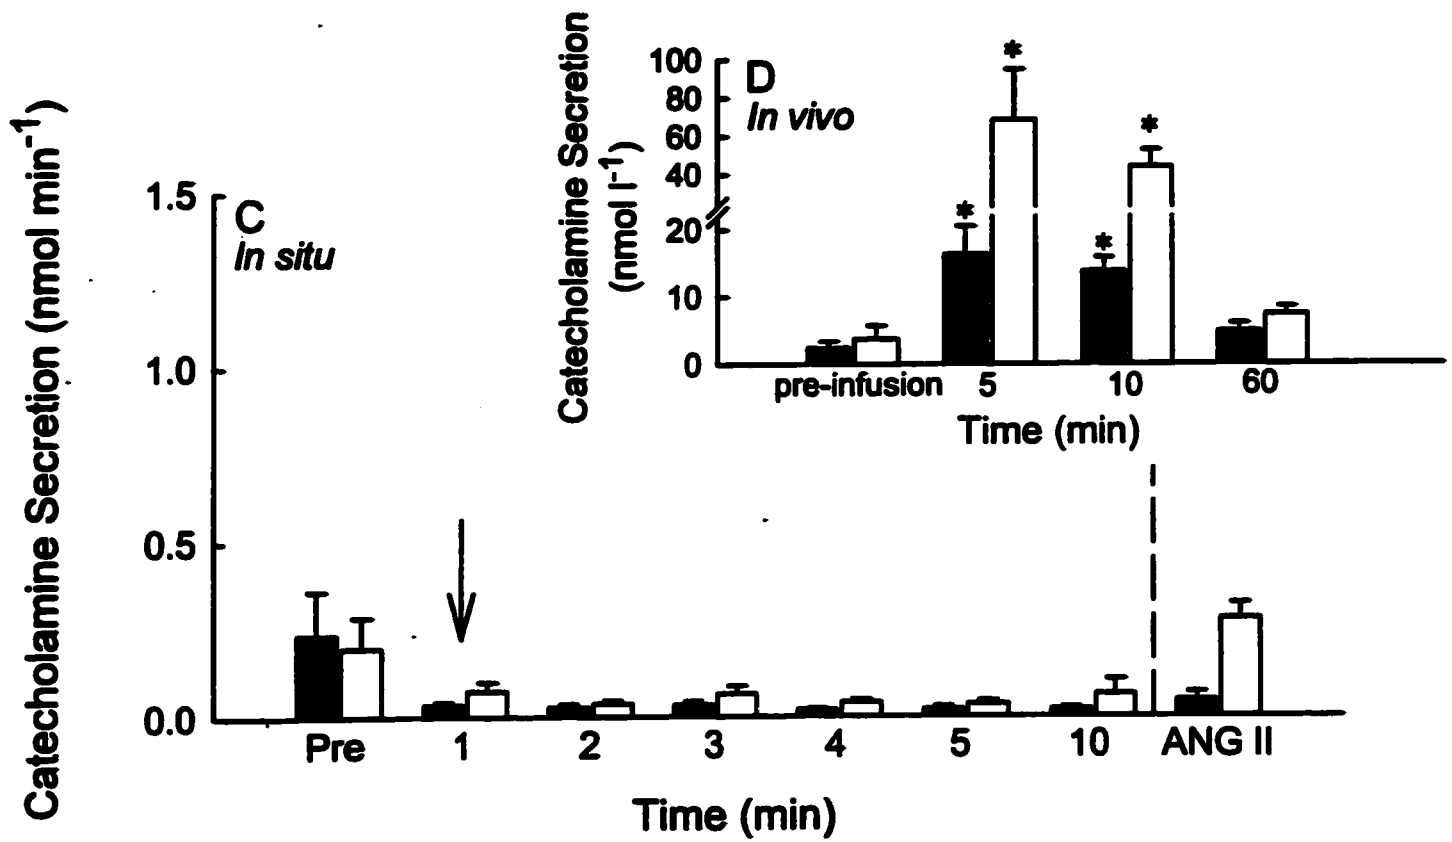 Catecholamine Secretion (nmol min⁻¹)
1.5
1.0
0.5
0.0
C
In situ
Pre
1
2
3
4
5
10
ANG II
Time (min)
Catecholamine Secretion
(nmol l⁻¹)
100
80
60
40
20
10
0
D
In vivo
*
*
*
*
pre-infusion
5
10
60
Time (min)